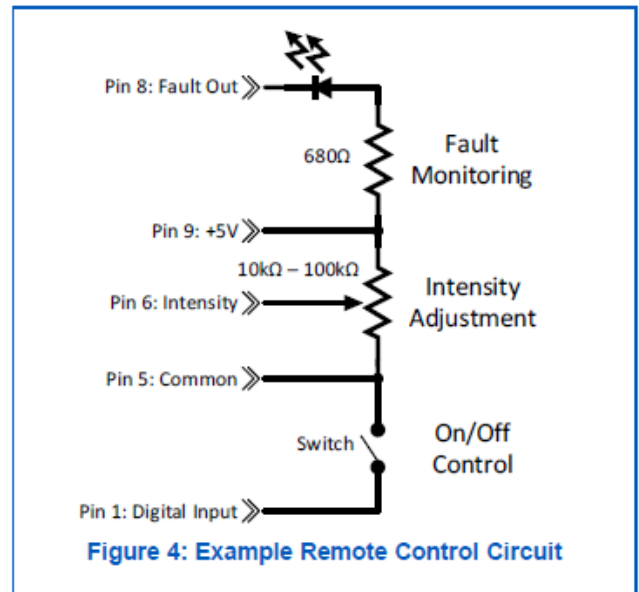 Pin 8: Fault Out
680Ω
Fault
Monitoring
Pin 9: +5V
10kΩ – 100kΩ
Pin 6: Intensity
Intensity
Adjustment
Pin 5: Common
Switch
On/Off
Control
Pin 1: Digital Input
Figure 4: Example Remote Control Circuit